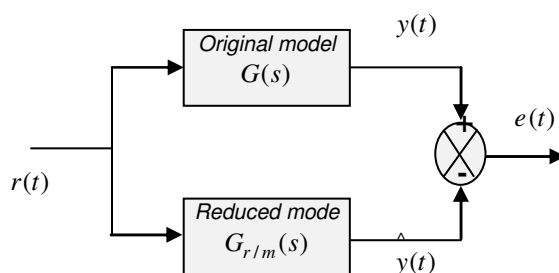 Original model
G(s)
y(t)
+
e(t)
r(t)
-
Reduced mode
G_{r/m}(s)
^
y(t)